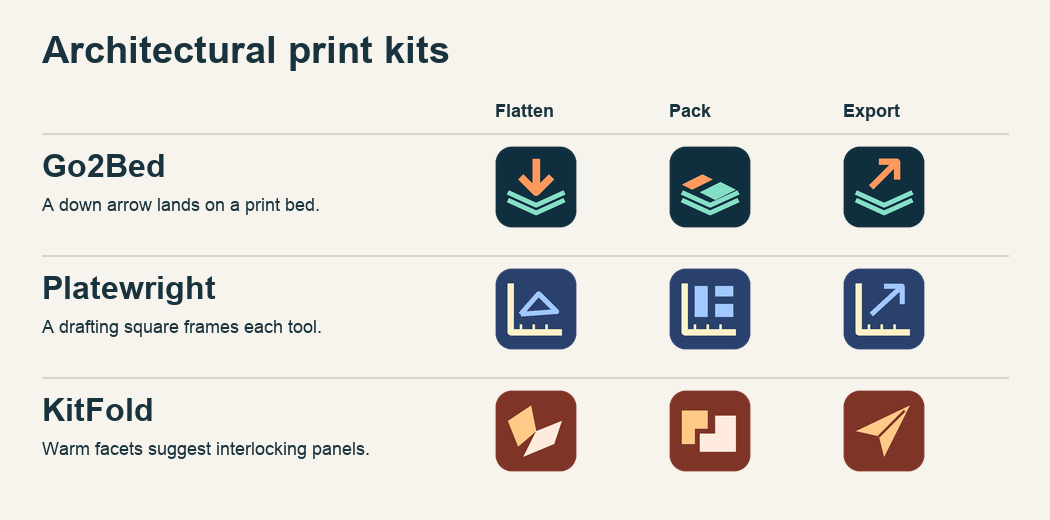 Architectural print kits
Flatten Pack Export
Go2Bed
A down arrow lands on a print bed.
Platewright
A drafting square frames each tool.
KitFold
Warm facets suggest interlocking panels.